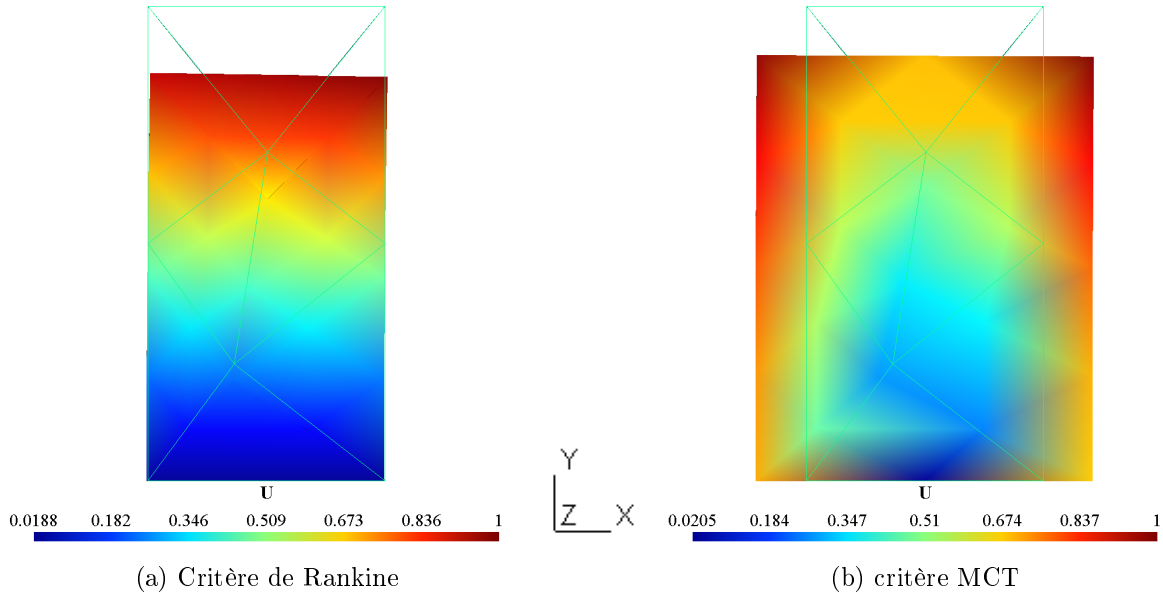 Y
Z X
U
0.0188 0.182 0.346 0.509 0.673 0.836 1
(a) Critère de Rankine
U
0.0205 0.184 0.347 0.51 0.674 0.837 1
(b) critère MCT